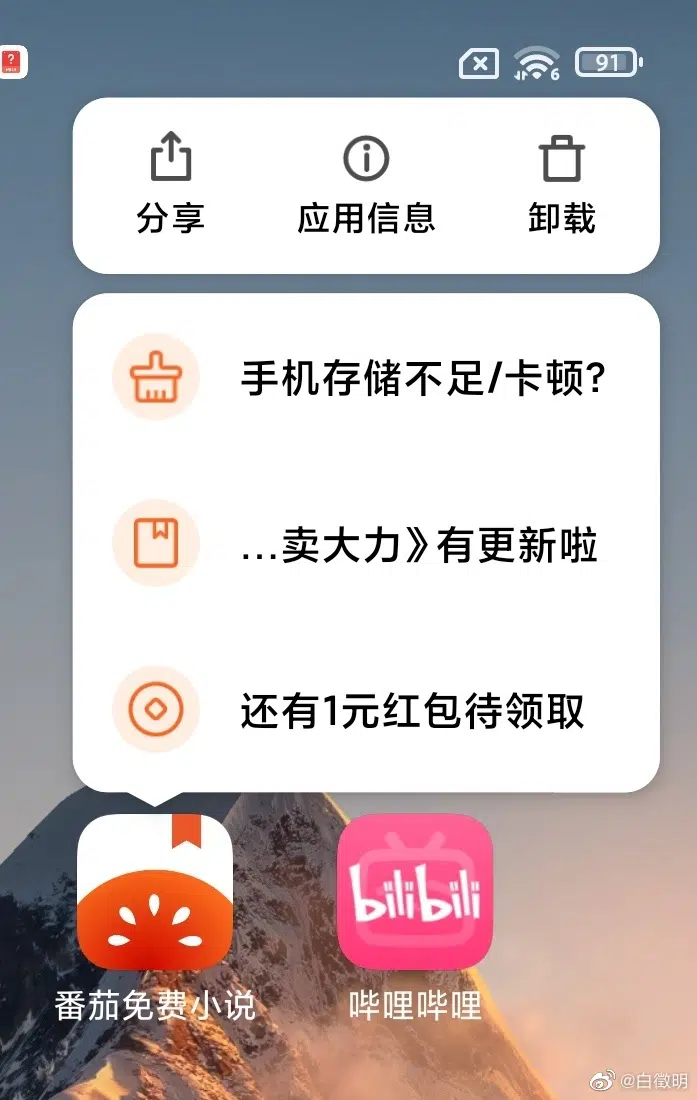 91
分享
应用信息
卸载
手机存储不足/卡顿?
...卖大力》有更新啦
还有1元红包待领取
bilibili
番茄免费小说
哔哩哔哩
@白徵明